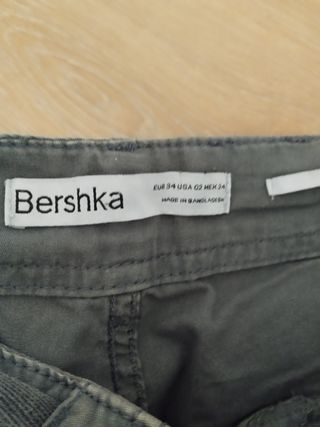 Bershka
EUR 34 USA 02 MEX 24
MADE IN BANGLADESH